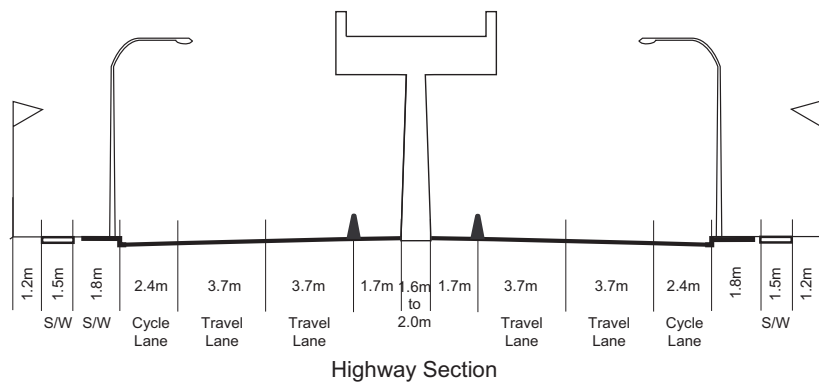 1.2m 1.5m 1.8m 2.4m 3.7m 3.7m 1.7m 1.6m 1.7m 3.7m 3.7m 2.4m 1.8m 1.5m 1.2m
to
2.0m
S/W S/W Cycle Travel Travel Travel Travel Cycle S/W
Lane Lane Lane Lane Lane Lane
Highway Section